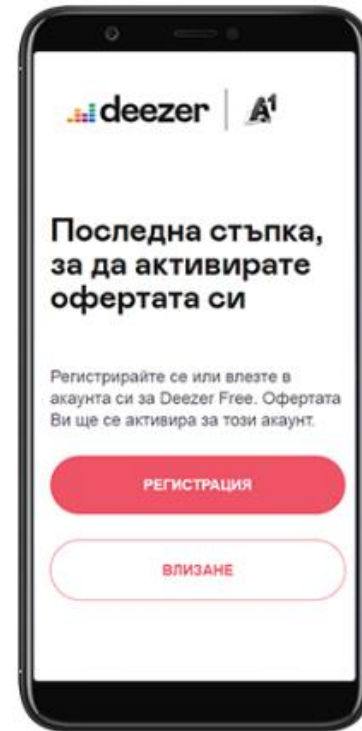 deezer | A1
Последна стъпка,
за да активирате
офертата си
Регистрирайте се или влезте в
акаунта си за Deezer Free. Офертата
Ви ще се активира за този акаунт.
РЕГИСТРАЦИЯ
ВЛИЗАНЕ